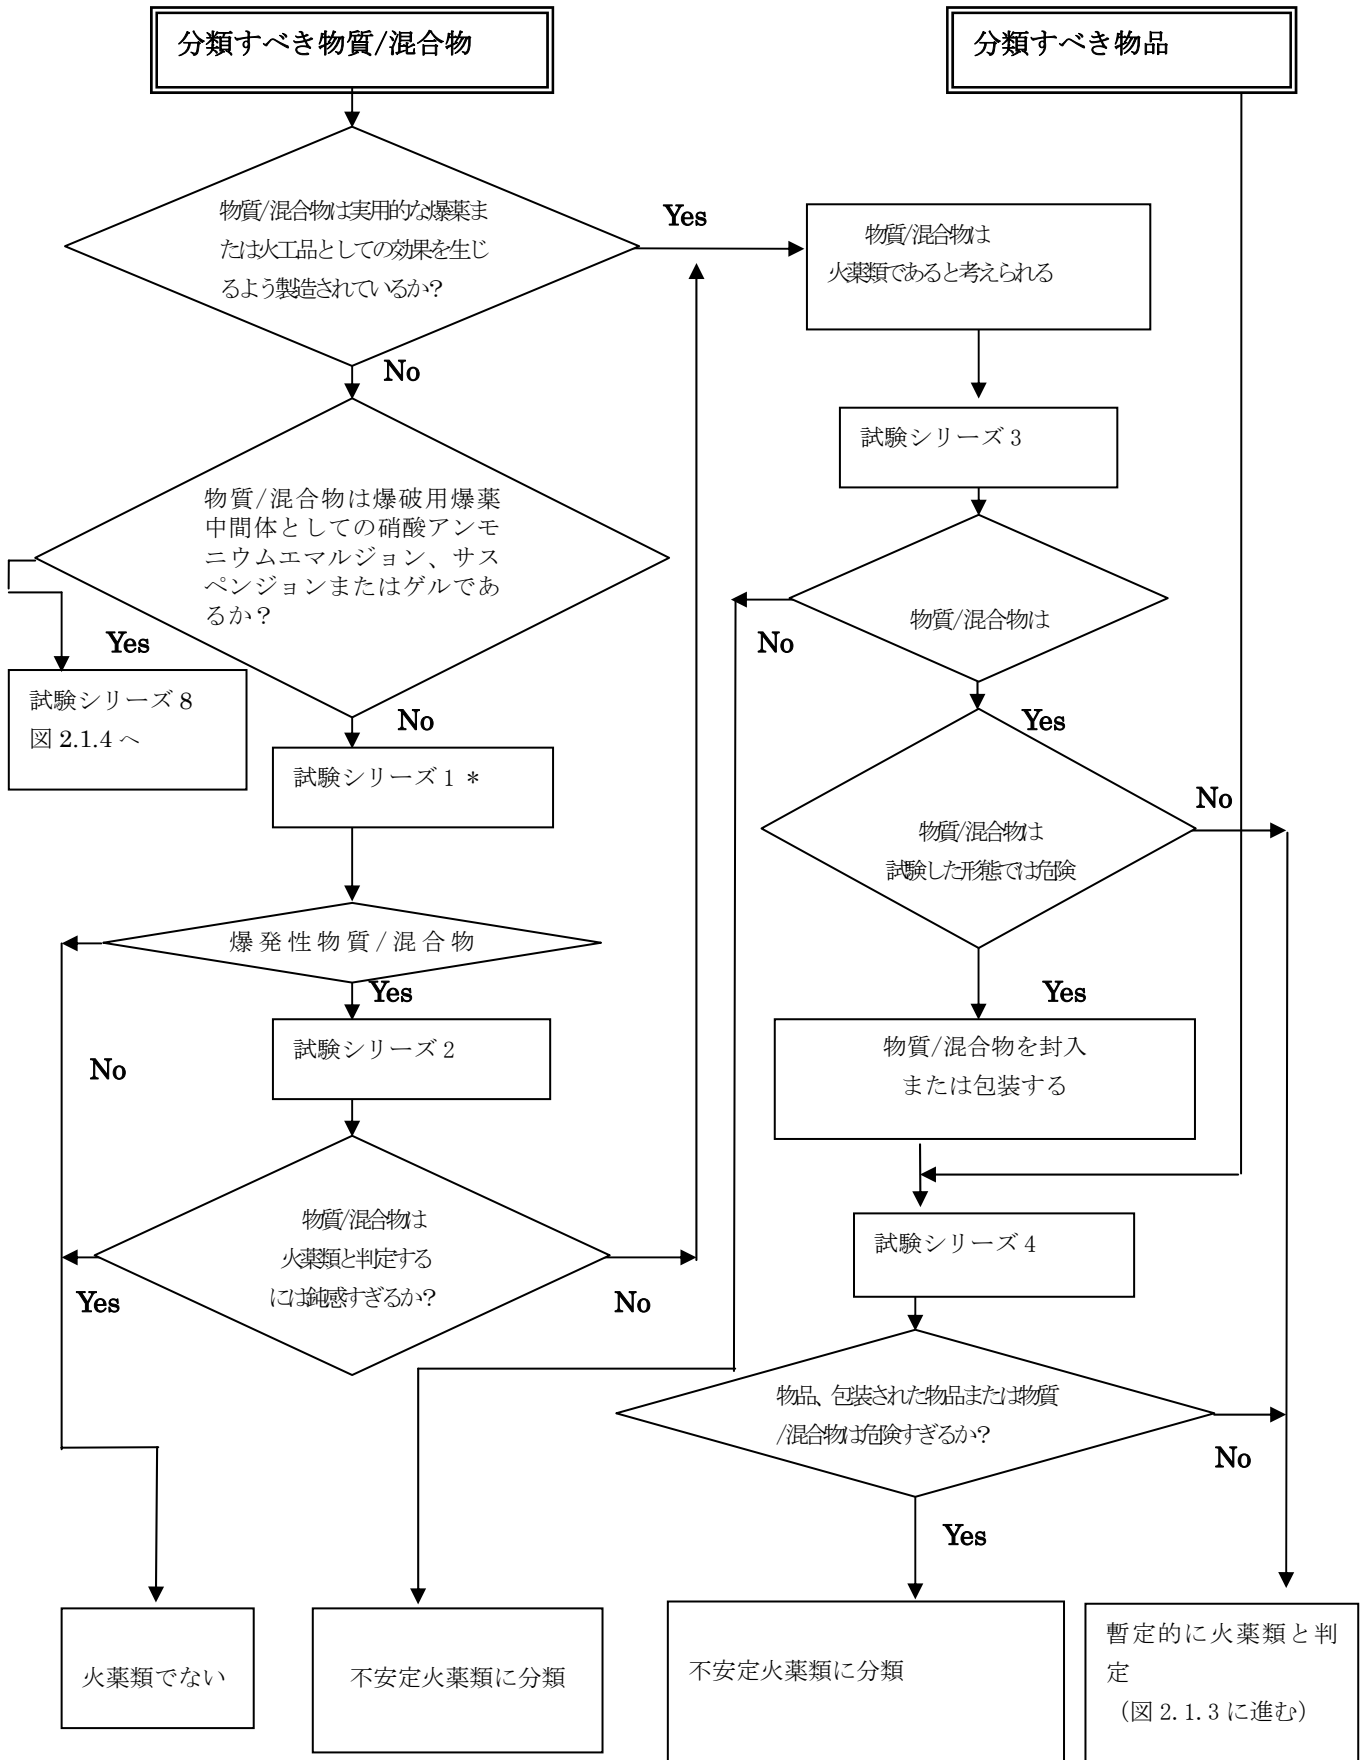 分類すべき物質/混合物
分類すべき物品
物質/混合物は実用的な爆薬ま
たは火工品としての効果を生じ
るよう製造されているか?
Yes
物質/混合物は
火薬類であると考えられる
No
試験シリーズ 3
物質/混合物は爆破用爆薬
中間体としての硝酸アンモ
ニウムエマルジョン、サス
ペンジョンまたはゲルであ
るか？
Yes
物質/混合物は
No
試験シリーズ 8
図 2.1.4 へ
No
Yes
試験シリーズ 1 *
物質/混合物は
試験した形態では危険
No
爆発性物質/混合物
Yes
No
試験シリーズ 2
Yes
物質/混合物を封入
または包装する
物質/混合物は
火薬類と判定する
には鈍感すぎるか?
Yes
No
試験シリーズ 4
物品、包装された物品または物質
/混合物は危険すぎるか?
No
Yes
火薬類でない
不安定火薬類に分類
不安定火薬類に分類
暫定的に火薬類と判
定
（図 2.1.3 に進む）